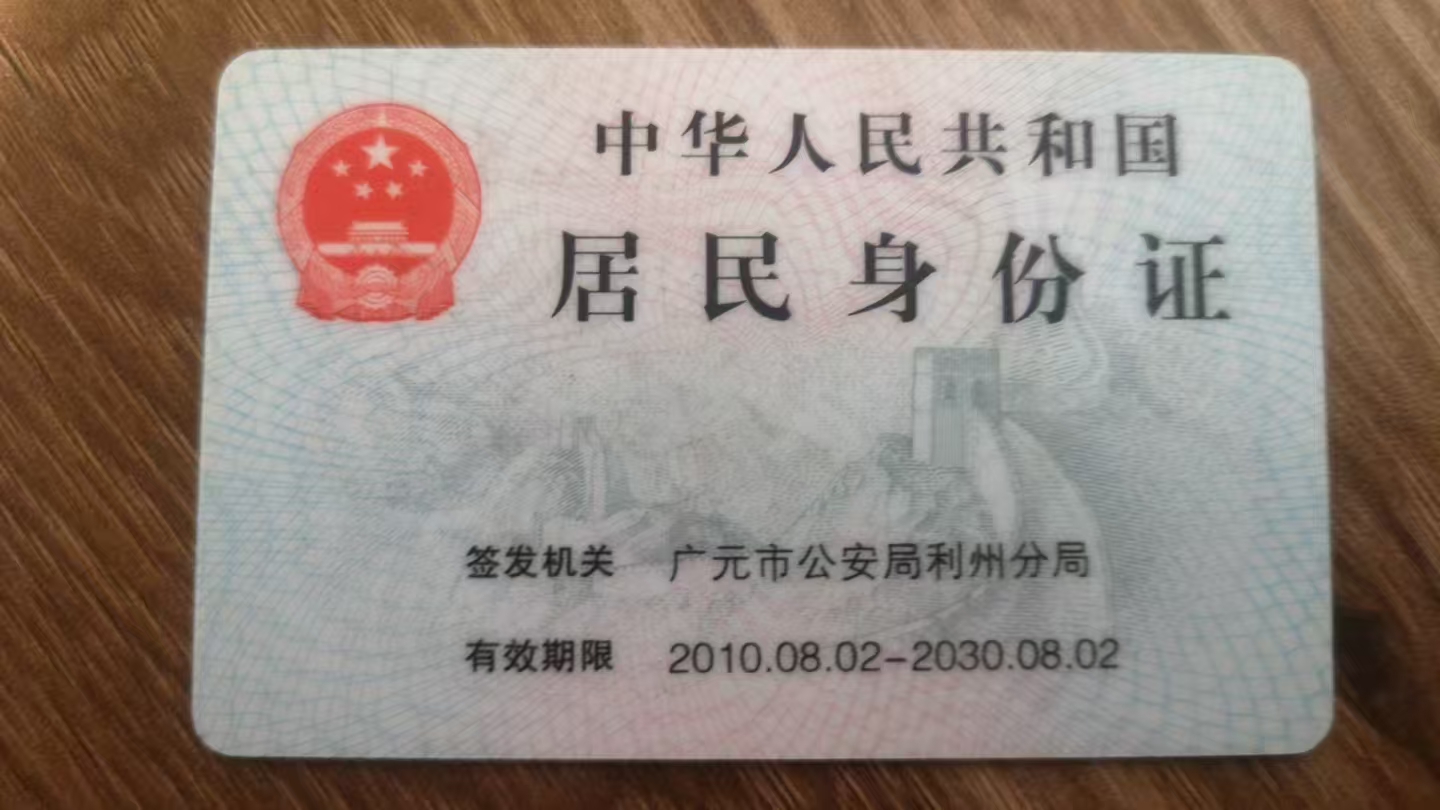 中华人民共和国
居民身份证
签发机关 广元市公安局利州分局
有效期限 2010.08.02-2030.08.02